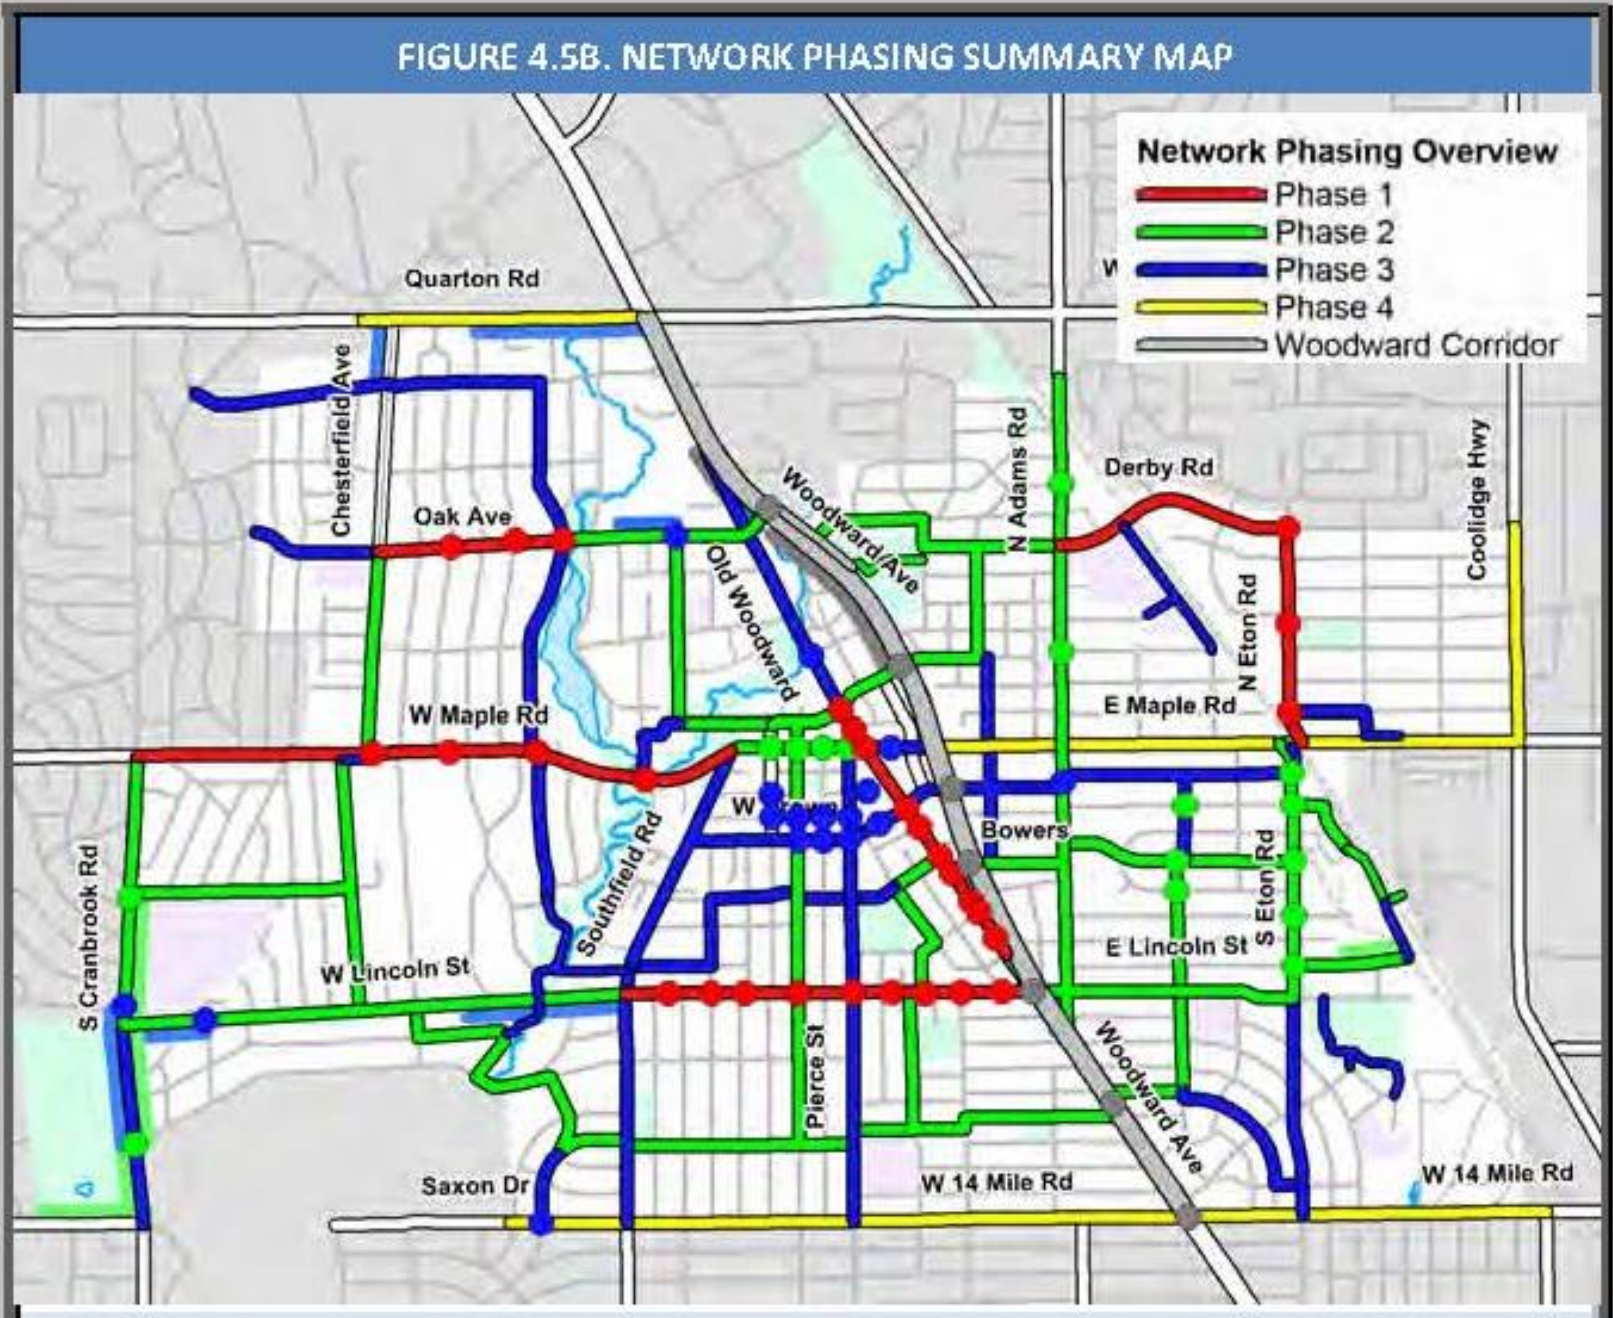 FIGURE 4.5B. NETWORK PHASING SUMMARY MAP
Network Phasing Overview
Phase 1
Phase 2
Phase 3
Phase 4
Woodward Corridor
Quarton Rd
W
Chesterfield Ave
Oak Ave
Woodward Ave
Old Woodward
N Adams Rd
Derby Rd
N Eton Rd
Coolidge Hwy
W Maple Rd
E Maple Rd
W
Bowers
Southfield Rd
S Cranbrook Rd
W Lincoln St
E Lincoln St
S Eton Rd
Pierce St
Woodward Ave
Saxon Dr
W 14 Mile Rd
W 14 Mile Rd